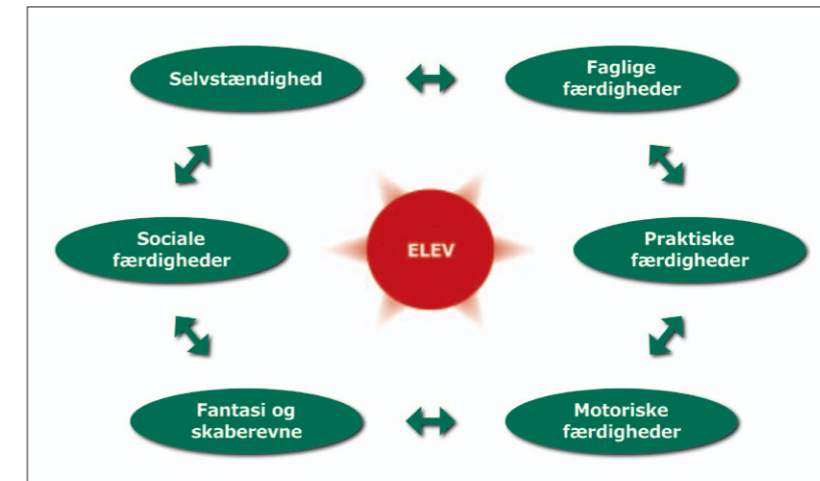 Selvstændighed
Faglige
færdigheder
Sociale
færdigheder
ELEV
Praktiske
færdigheder
Fantasi og
skaberevne
Motoriske
færdigheder